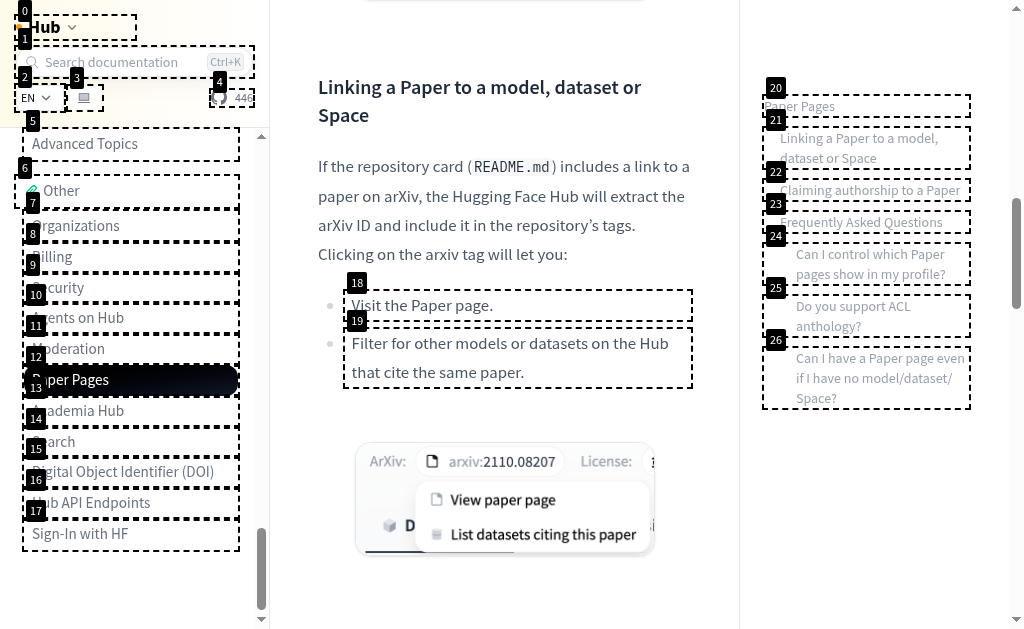 0
Hub
1
Search documentation
Ctrl+K
2
3
4
EN
446
5
Advanced Topics
6
Other
7
Organizations
8
Billing
9
Security
10
Agents on Hub
11
Moderation
12
Paper Pages
13
Academia Hub
14
Search
15
Digital Object Identifier (DOI)
16
Hub API Endpoints
17
Sign-In with HF
Linking a Paper to a model, dataset or
Space
If the repository card (README.md) includes a link to a
paper on arXiv, the Hugging Face Hub will extract the
arXiv ID and include it in the repository’s tags.
Clicking on the arxiv tag will let you:
18
Visit the Paper page.
19
Filter for other models or datasets on the Hub
that cite the same paper.
ArXiv:
arxiv:2110.08207
License:
View paper page
D
List datasets citing this paper
20
Paper Pages
21
Linking a Paper to a model,
dataset or Space
22
Claiming authorship to a Paper
23
Frequently Asked Questions
24
Can I control which Paper
pages show in my profile?
25
Do you support ACL
anthology?
26
Can I have a Paper page even
if I have no model/dataset/
Space?